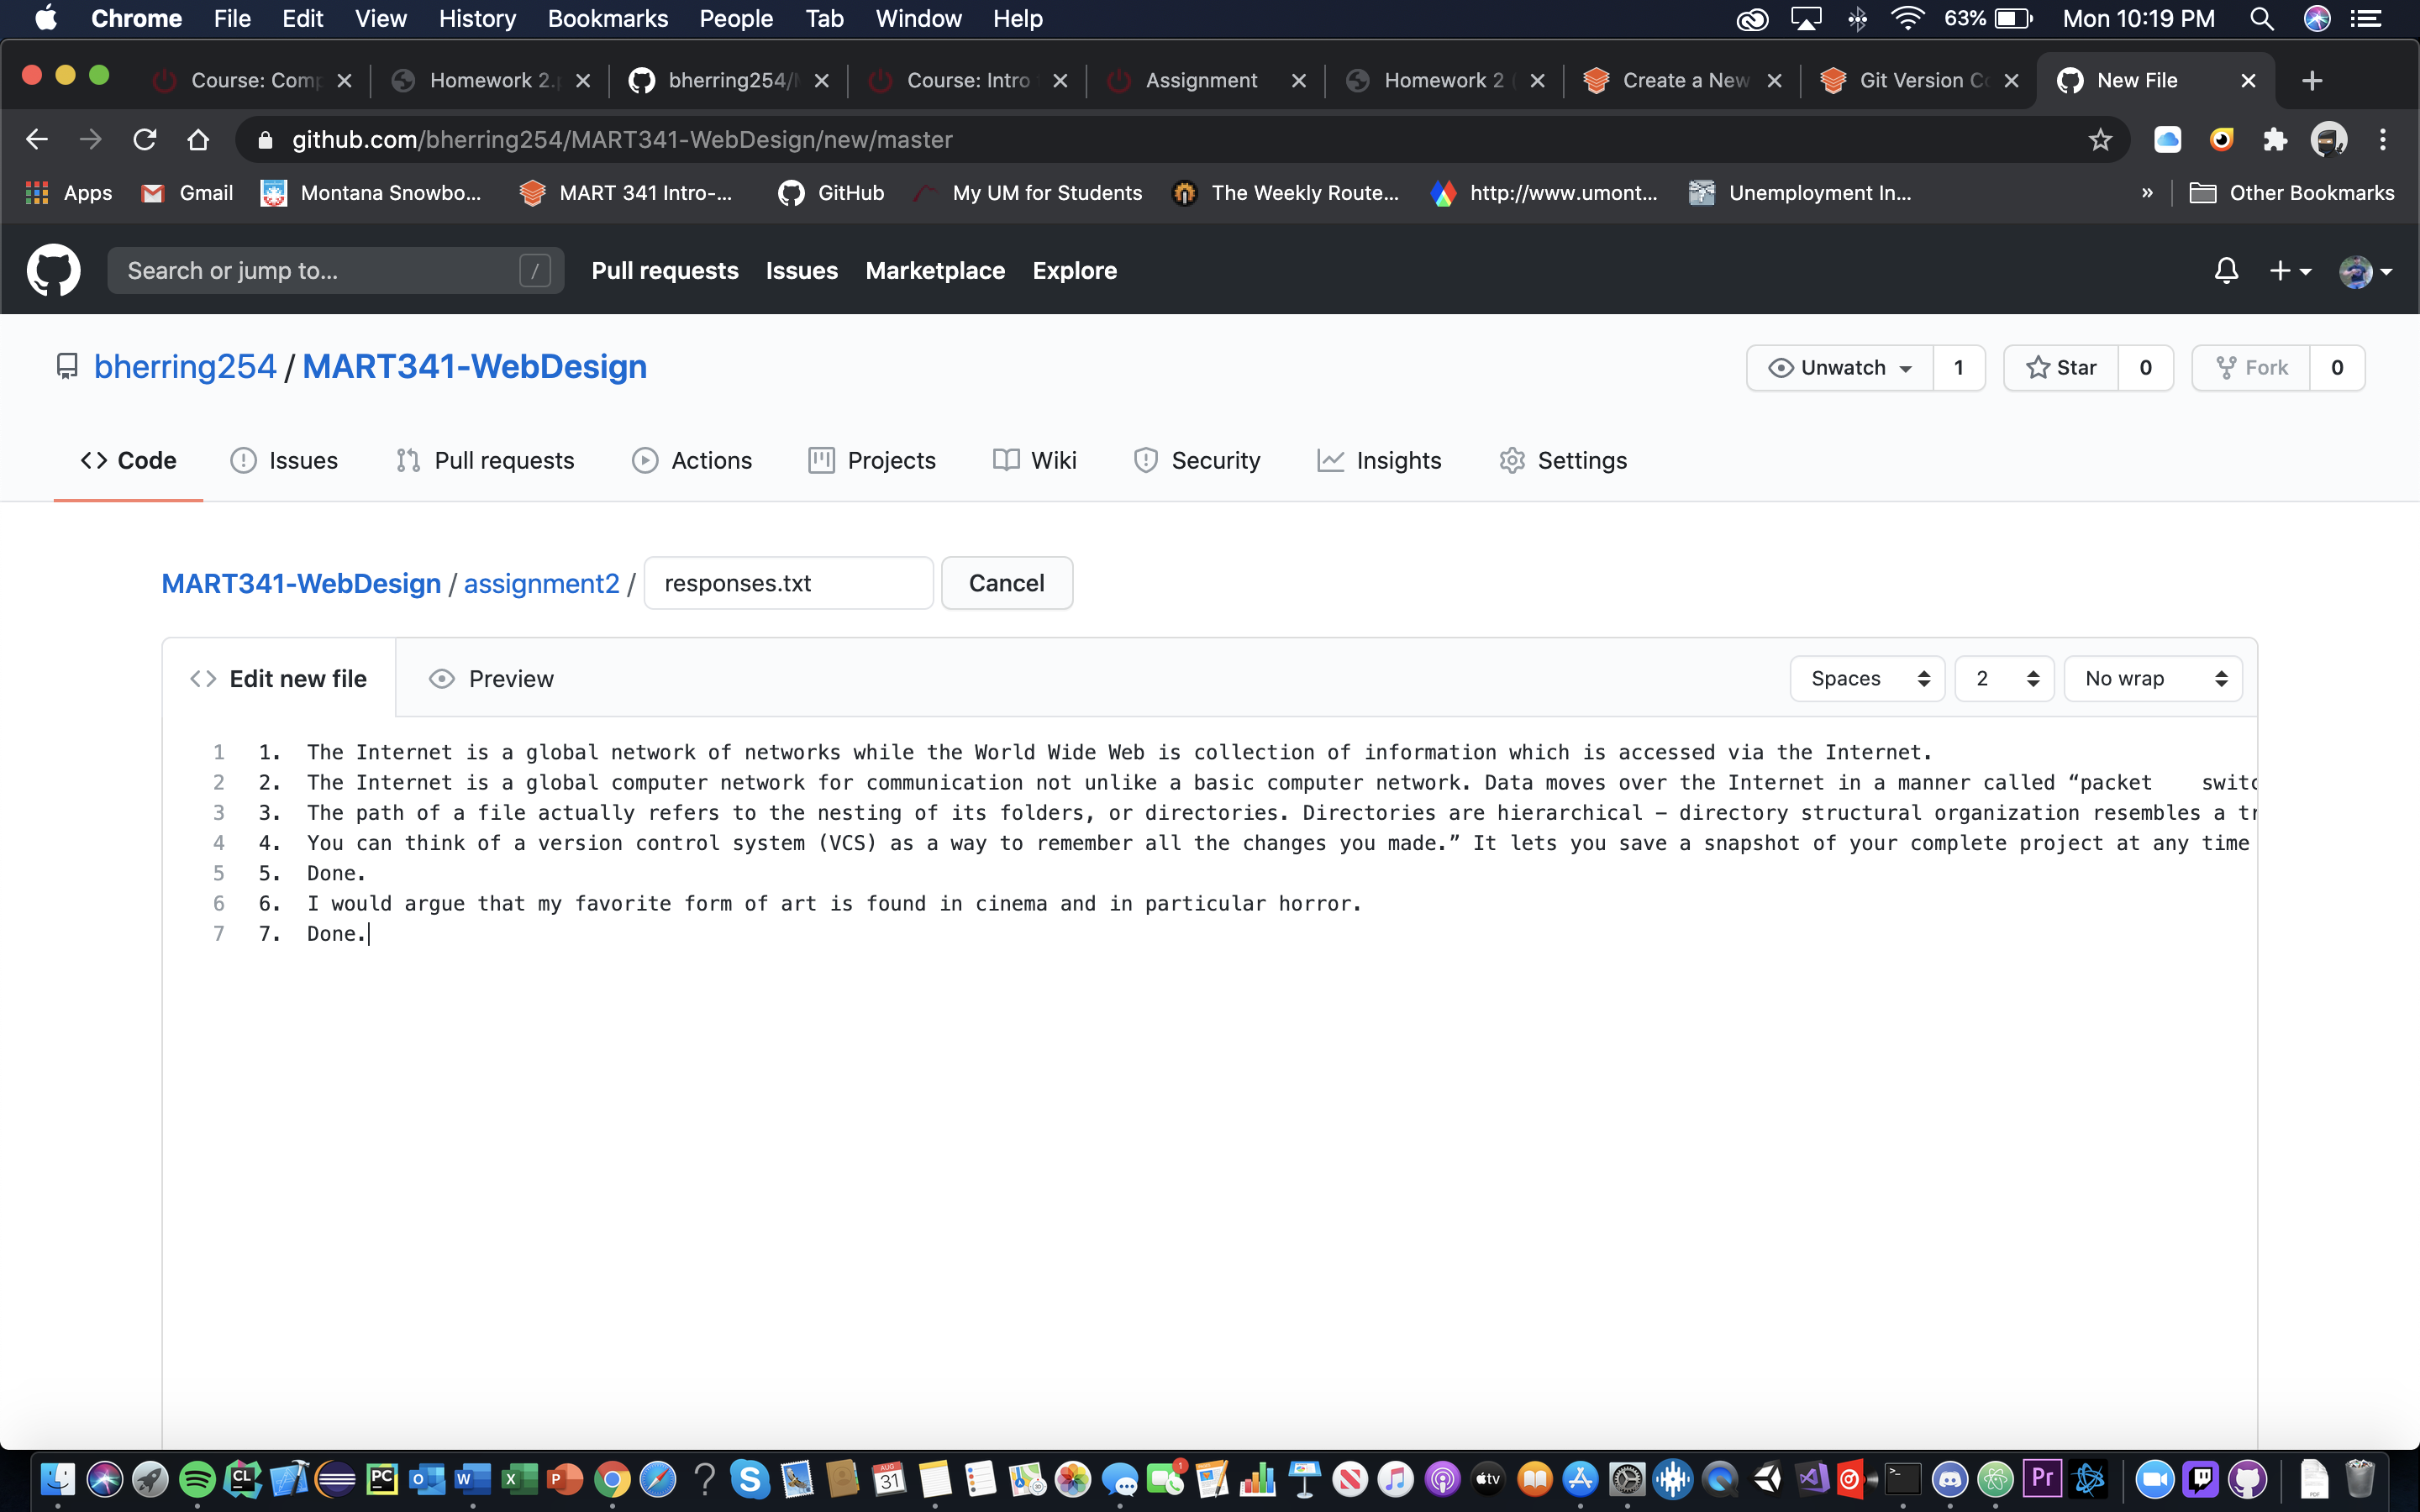 Chrome File Edit View History Bookmarks People Tab Window Help 63% Mon 10:19 PM
Course: Comp Homework 2.p bherring254/M Course: Intro Assignment Homework 2 ( Create a New Git Version Co New File
github.com/bherring254/MART341-WebDesign/new/master
Apps Gmail Montana Snowbo... MART 341 Intro-... GitHub My UM for Students The Weekly Route... http://www.umont... Unemployment In... » Other Bookmarks
Search or jump to... / Pull requests Issues Marketplace Explore
bherring254 / MART341-WebDesign Unwatch 1 Star 0 Fork 0
Code Issues Pull requests Actions Projects Wiki Security Insights Settings
MART341-WebDesign / assignment2 / responses.txt Cancel
Edit new file Preview Spaces 2 No wrap
1 1. The Internet is a global network of networks while the World Wide Web is collection of information which is accessed via the Internet.
2 2. The Internet is a global computer network for communication not unlike a basic computer network. Data moves over the Internet in a manner called “packet switc
3 3. The path of a file actually refers to the nesting of its folders, or directories. Directories are hierarchical – directory structural organization resembles a tr
4 4. You can think of a version control system (VCS) as a way to remember all the changes you made.” It lets you save a snapshot of your complete project at any time
5 5. Done.
6 6. I would argue that my favorite form of art is found in cinema and in particular horror.
7 7. Done.
CL PC O W X P S AUG 31 1 tv Pr